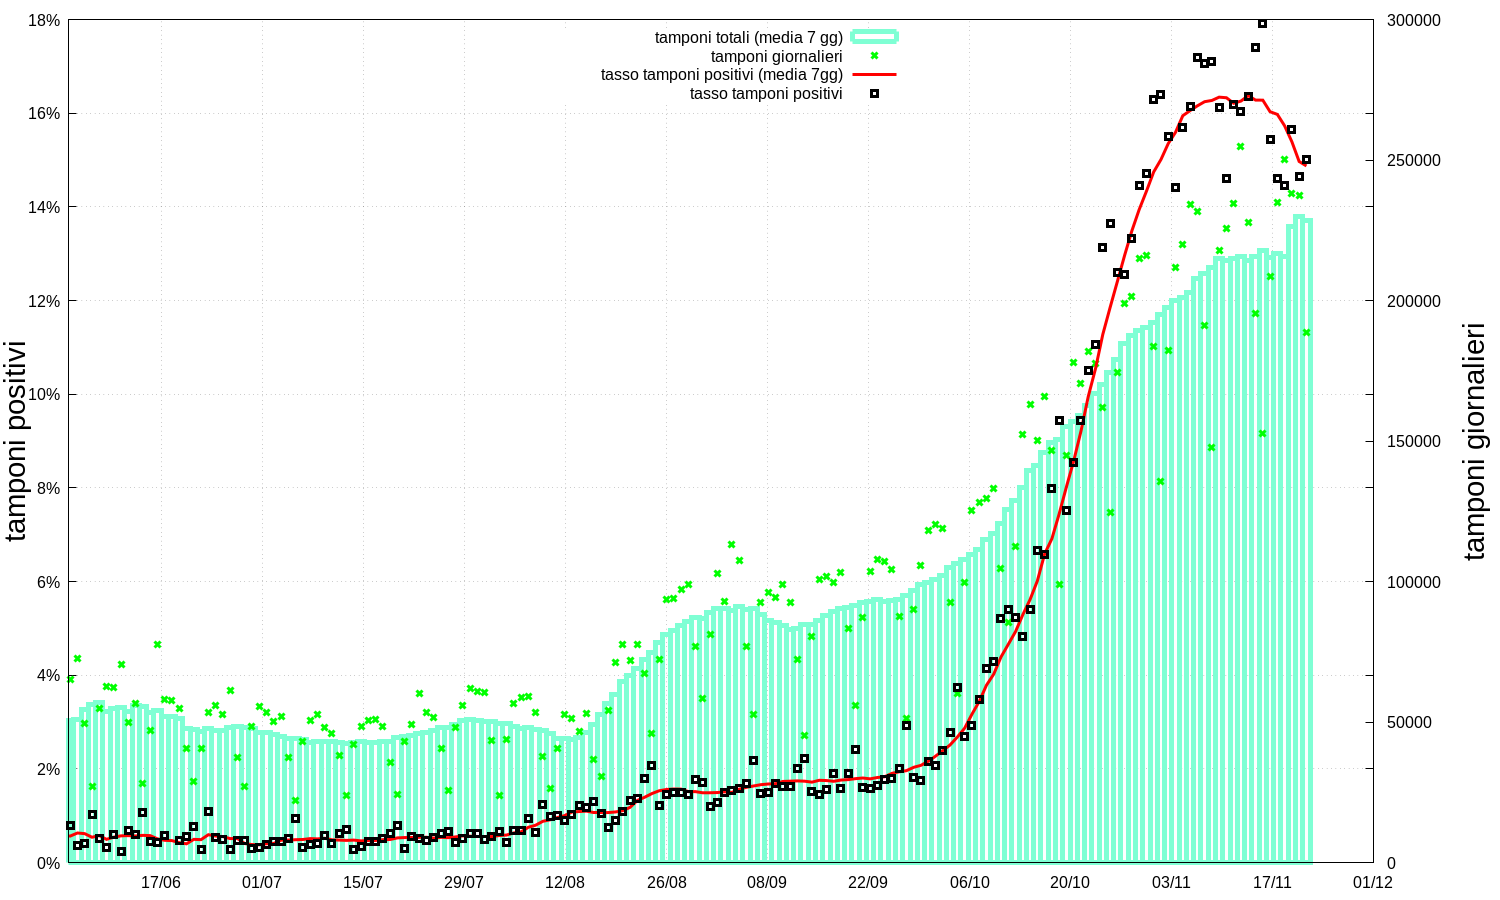 tamponi totali (media 7 gg)
tamponi giornalieri
tasso tamponi positivi (media 7gg)
tasso tamponi positivi
18%
16%
14%
12%
10%
8%
6%
4%
2%
0%
tamponi positivi
300000
250000
200000
150000
100000
50000
0
tamponi giornalieri
17/06 01/07 15/07 29/07 12/08 26/08 08/09 22/09 06/10 20/10 03/11 17/11 01/12